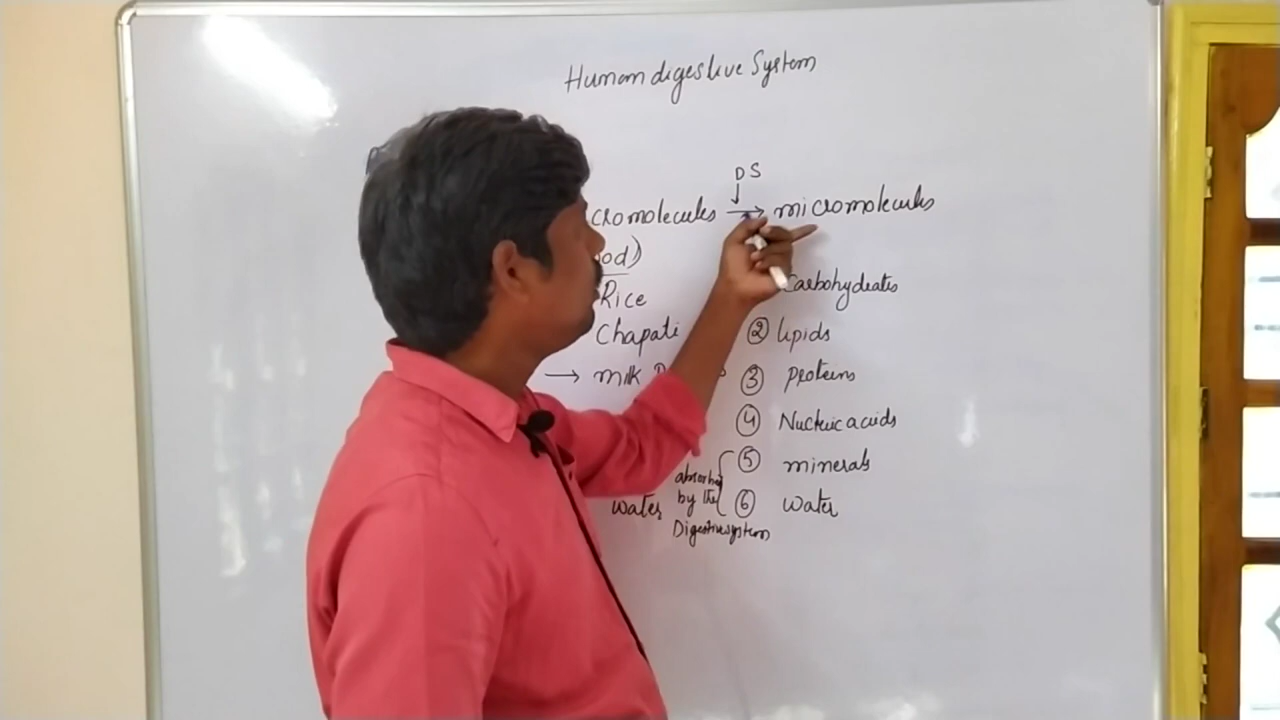 Human digestive System
D S
cromolecules → micromolecules
ood)
Rice
Carbohydrates
Chapati
② lipids
→ milk
③ Proteins
④ Nucleic acids
⑤ minerals
absorbed
by the
⑥ water
water
Digestive system